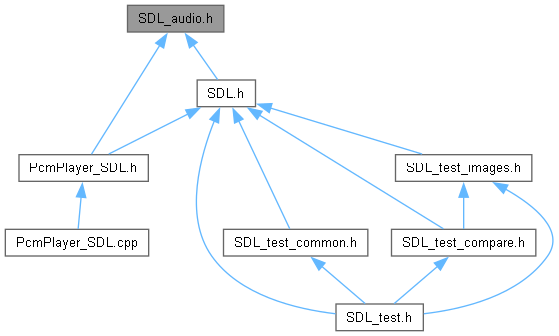 SDL_audio.h
SDL.h
PcmPlayer_SDL.h
SDL_test_images.h
PcmPlayer_SDL.cpp
SDL_test_common.h
SDL_test_compare.h
SDL_test.h